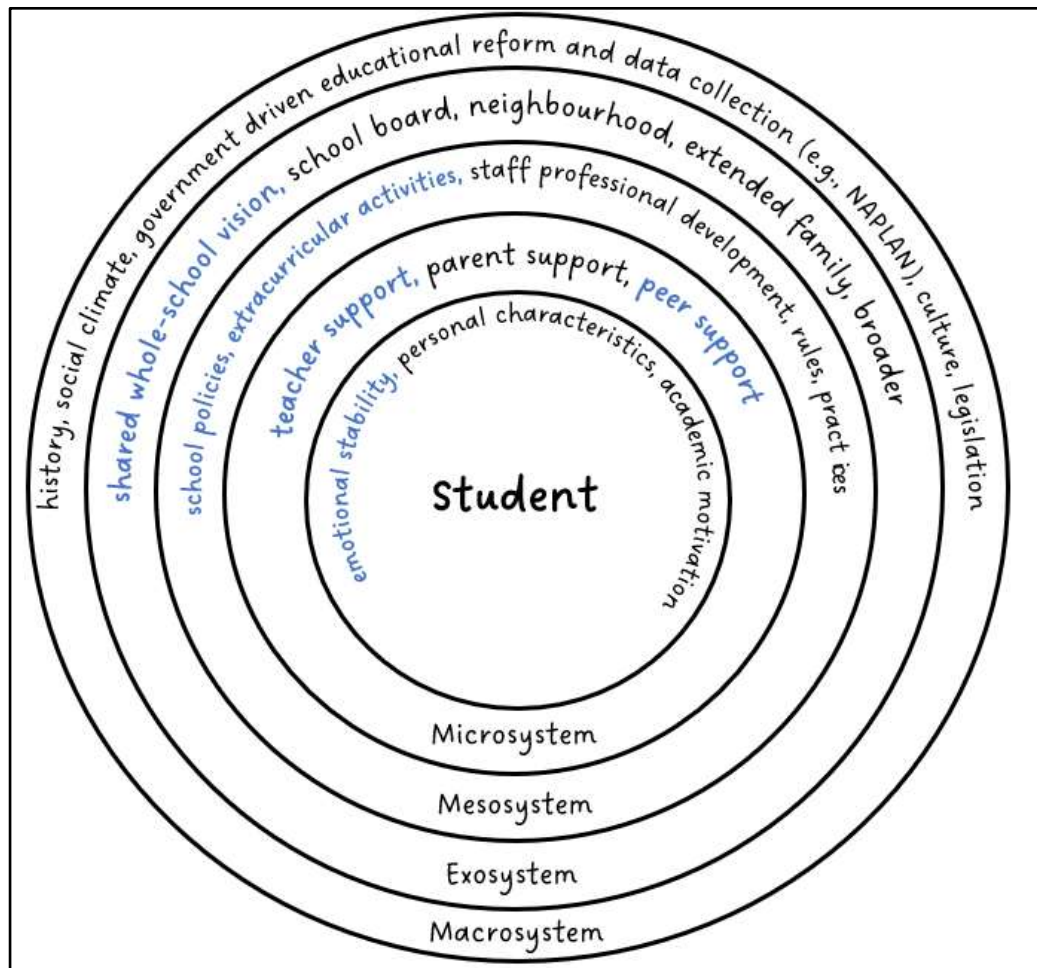 history, social climate, government driven educational reform and data collection (e.g., NAPLAN), culture, legislation
shared whole-school vision, school board, neighbourhood, extended family, broader
school policies, extracurricular activities, staff professional development, rules, practices
teacher support, parent support, peer support
emotional stability, personal characteristics, academic motivation
Student
Microsystem
Mesosystem
Exosystem
Macrosystem